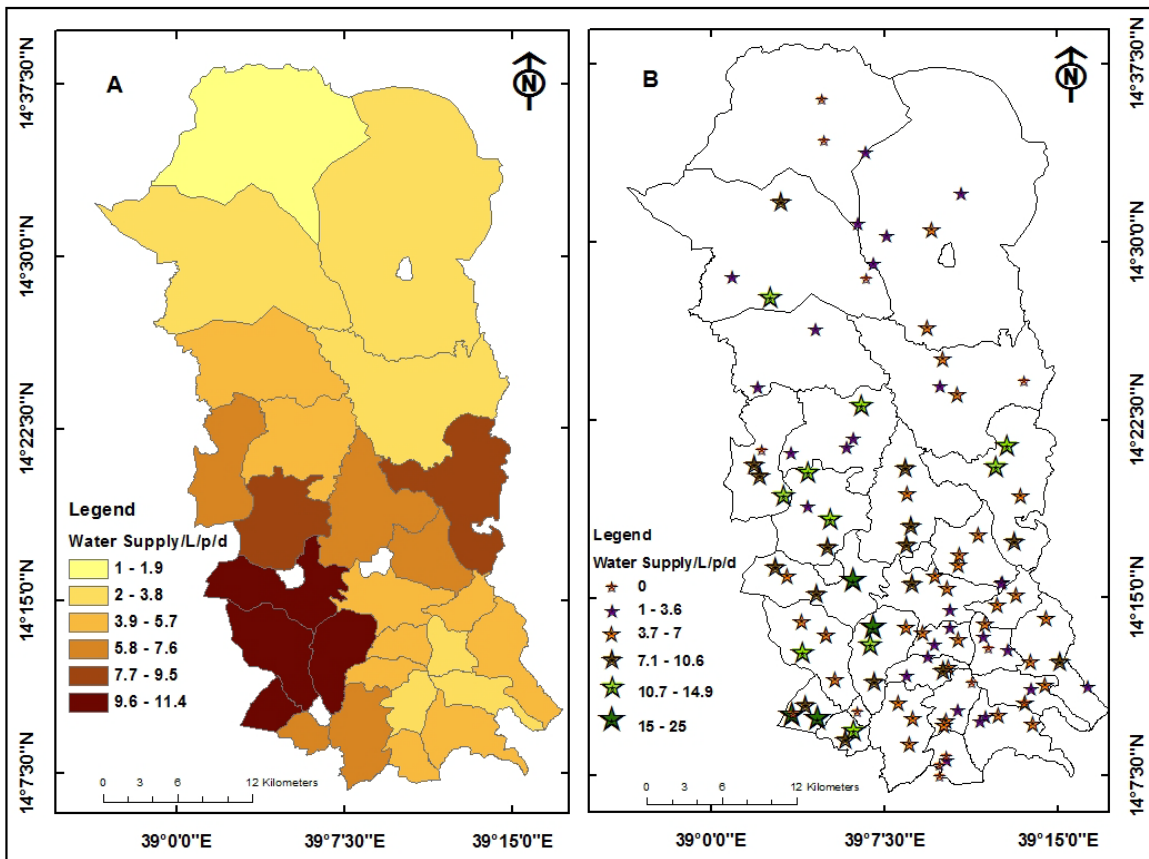 A
N
14°37'30"N
14°30'0"N
14°22'30"N
14°15'0"N
14°7'30"N
Legend
Water Supply/L/p/d
1 - 1.9
2 - 3.8
3.9 - 5.7
5.8 - 7.6
7.7 - 9.5
9.6 - 11.4
0 3 6 12 Kilometers
39°0'0"E 39°7'30"E 39°15'0"E
B
N
14°37'30"N
14°30'0"N
14°22'30"N
14°15'0"N
14°7'30"N
Legend
Water Supply/L/p/d
0
1 - 3.6
3.7 - 7
7.1 - 10.6
10.7 - 14.9
15 - 25
0 3 6 12 Kilometers
39°0'0"E 39°7'30"E 39°15'0"E